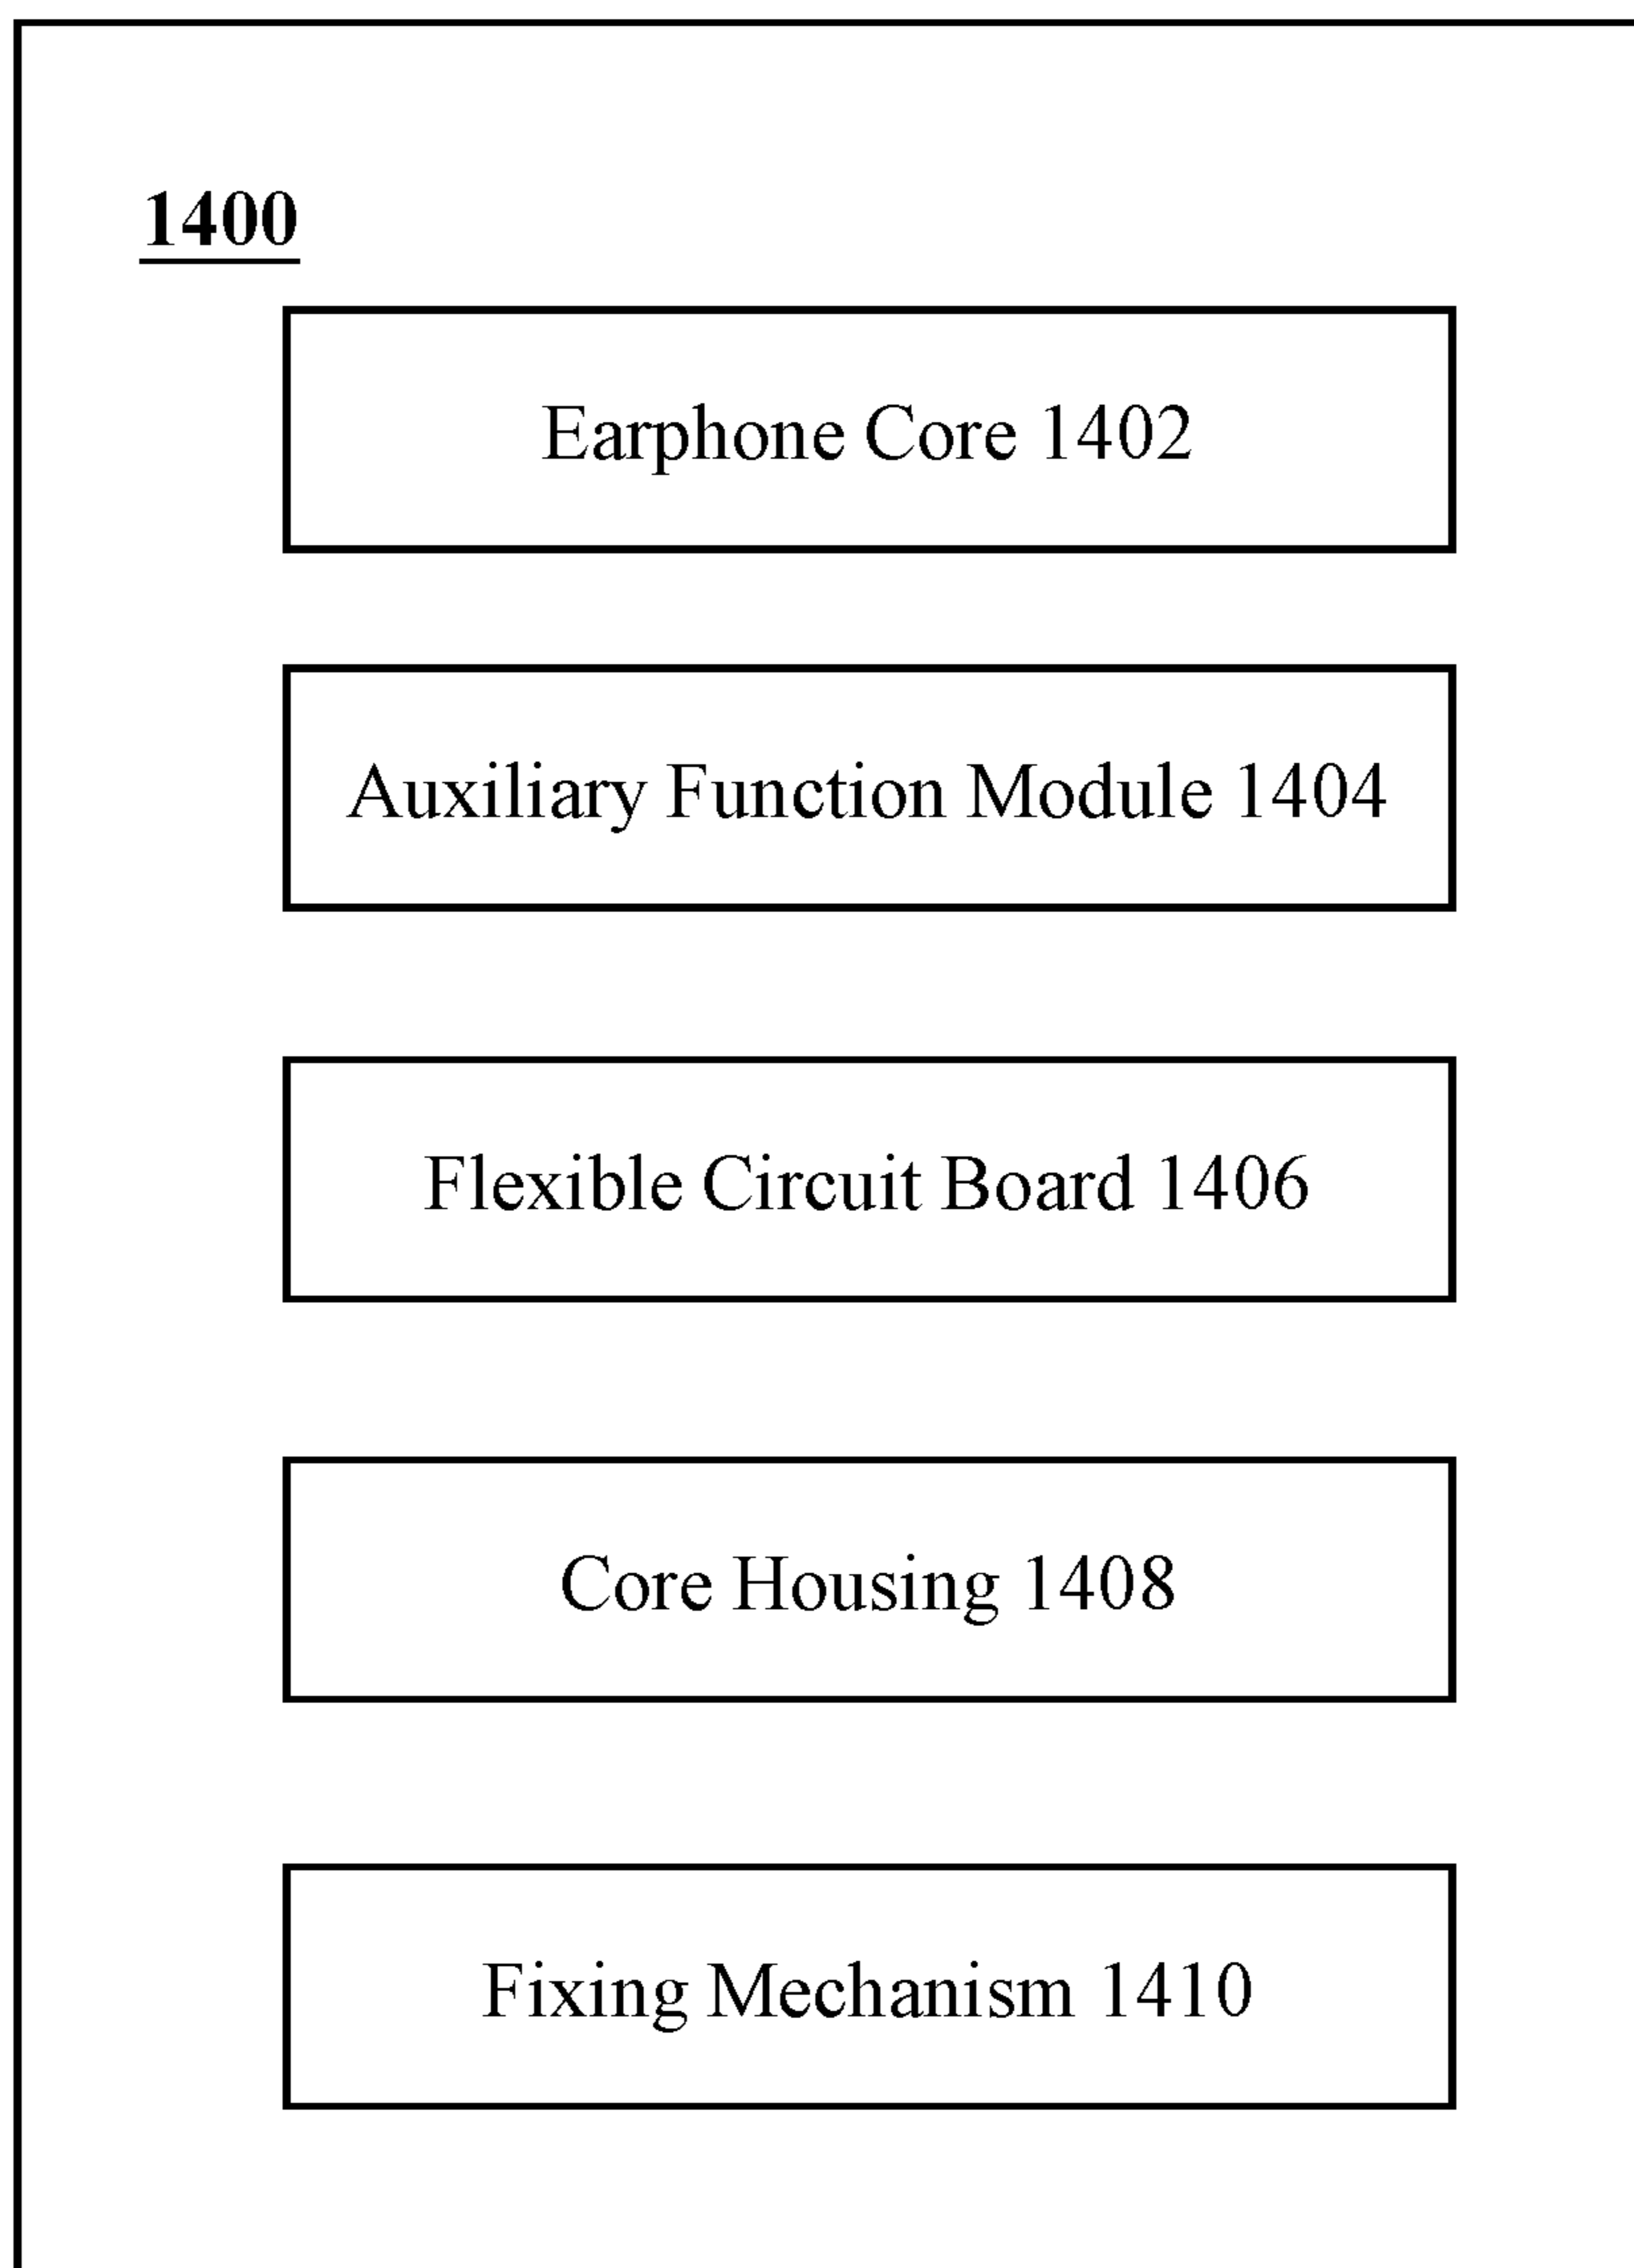 1400
Earphone Core 1402
Auxiliary Function Module 1404
Flexible Circuit Board 1406
Core Housing 1408
Fixing Mechanism 1410